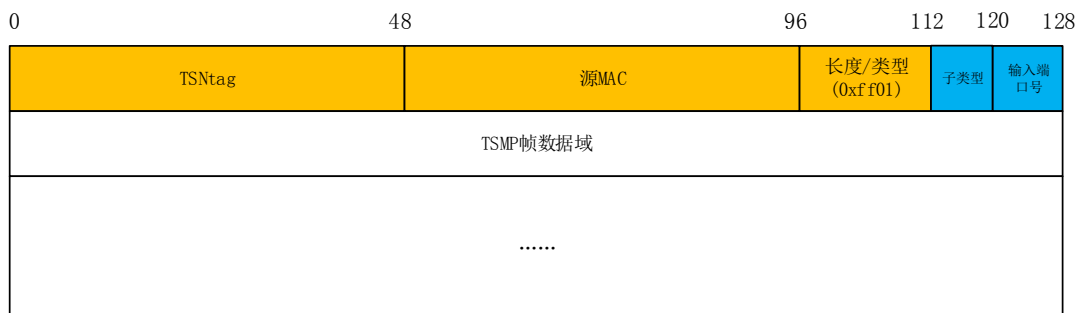 0 48 96 112 120 128
TSNtag 源MAC 长度/类型 子类型 输入端
(0xff01) 口号
TSMP帧数据域
……